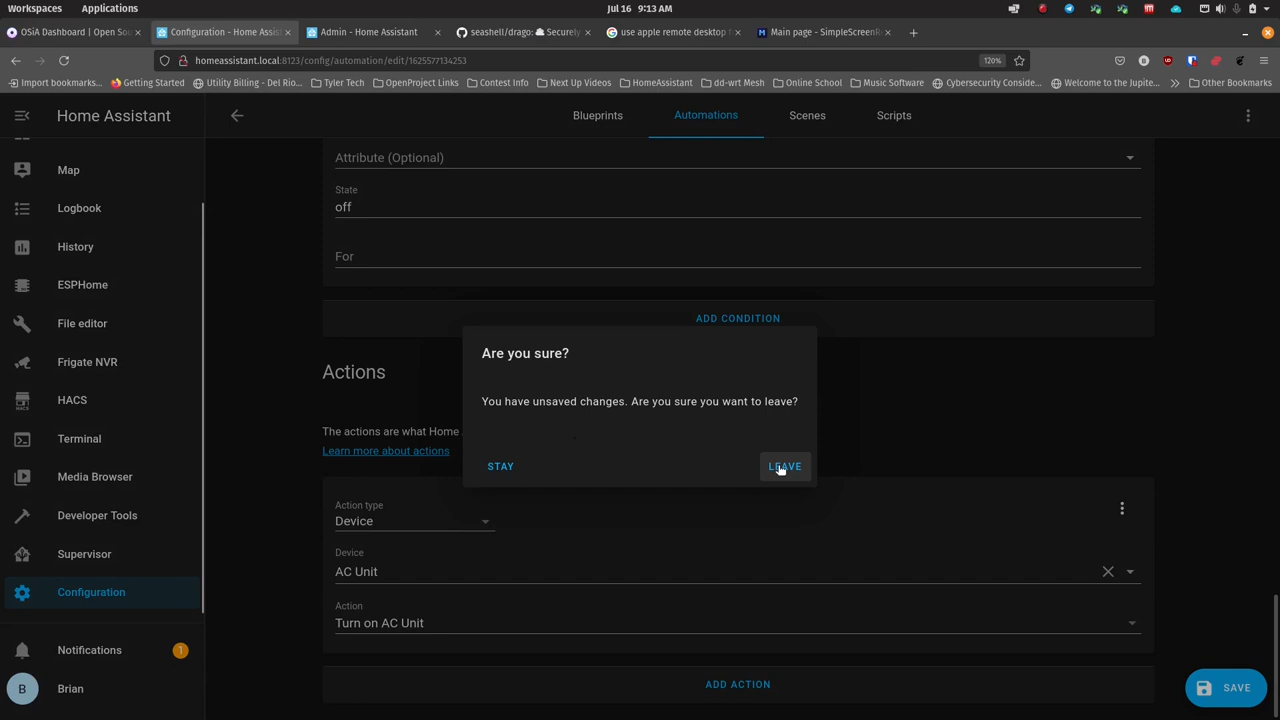 Workspaces
Applications
Jul 16 9:13 AM
OSiA Dashboard | Open Sou
Configuration - Home Assis
Admin - Home Assistant
seashell/drago: Securely
use apple remote desktop f
Main page - SimpleScreenR
homeassistant.local:8123/config/automation/edit/1625577134253
120%
Import bookmarks...
Getting Started
Utility Billing - Del Rio...
Tyler Tech
OpenProject Links
Contest Info
Next Up Videos
HomeAssistant
dd-wrt Mesh
Online School
Music Software
Cybersecurity Conside...
Welcome to the Jupite...
Other Bookmarks
Home Assistant
Blueprints
Automations
Scenes
Scripts
Map
Logbook
History
ESPHome
File editor
Frigate NVR
HACS
Terminal
Media Browser
Developer Tools
Supervisor
Configuration
Notifications
1
B
Brian
Attribute (Optional)
State
off
For
ADD CONDITION
Are you sure?
You have unsaved changes. Are you sure you want to leave?
STAY
LEAVE
Actions
The actions are what Home
Learn more about actions
Action type
Device
Device
AC Unit
Action
Turn on AC Unit
ADD ACTION
SAVE